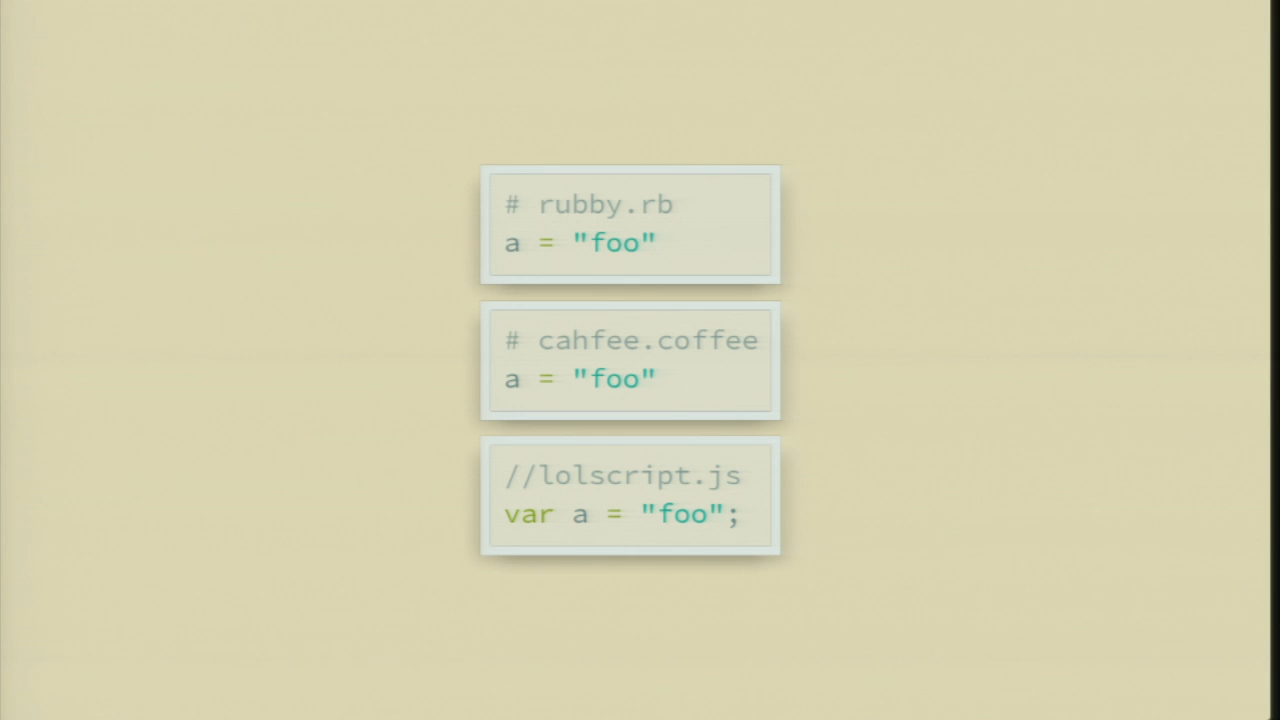 # rubby.rb
a = "foo"
# cahfee.coffee
a = "foo"
//lolscript.js
var a = "foo";